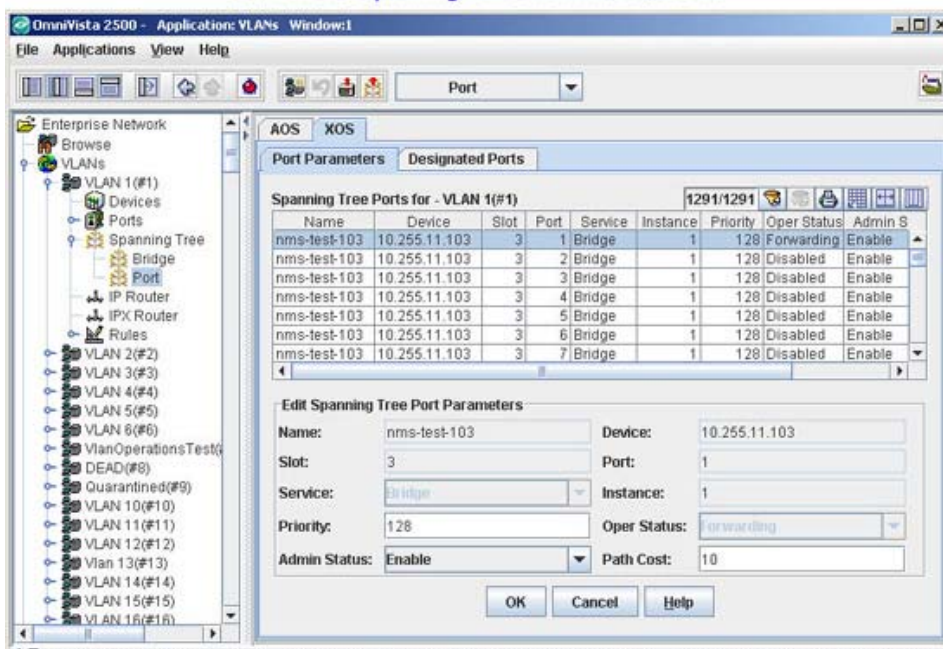 OmniVista 2500 - Application: VLANs Window:1
File Applications View Help
Port
Enterprise Network
Browse
VLANs
VLAN 1(#1)
Devices
Ports
Spanning Tree
Bridge
Port
IP Router
IPX Router
Rules
VLAN 2(#2)
VLAN 3(#3)
VLAN 4(#4)
VLAN 5(#5)
VLAN 6(#6)
VlanOperationsTest(
DEAD(#8)
Quarantined(#9)
VLAN 10(#10)
VLAN 11(#11)
VLAN 12(#12)
Vlan 13(#13)
VLAN 14(#14)
VLAN 15(#15)
VLAN 16(#16)
AOS XOS
Port Parameters Designated Ports
Spanning Tree Ports for - VLAN 1(#1) 1291/1291
Name Device Slot Port Service Instance Priority Oper Status Admin S
nms-test-103 10.255.11.103 3 1 Bridge 1 128 Forwarding Enable
nms-test-103 10.255.11.103 3 2 Bridge 1 128 Disabled Enable
nms-test-103 10.255.11.103 3 3 Bridge 1 128 Disabled Enable
nms-test-103 10.255.11.103 3 4 Bridge 1 128 Disabled Enable
nms-test-103 10.255.11.103 3 5 Bridge 1 128 Disabled Enable
nms-test-103 10.255.11.103 3 6 Bridge 1 128 Disabled Enable
nms-test-103 10.255.11.103 3 7 Bridge 1 128 Disabled Enable
Edit Spanning Tree Port Parameters
Name: nms-test-103 Device: 10.255.11.103
Slot: 3 Port: 1
Service: Bridge Instance: 1
Priority: 128 Oper Status: Forwarding
Admin Status: Enable Path Cost: 10
OK Cancel Help